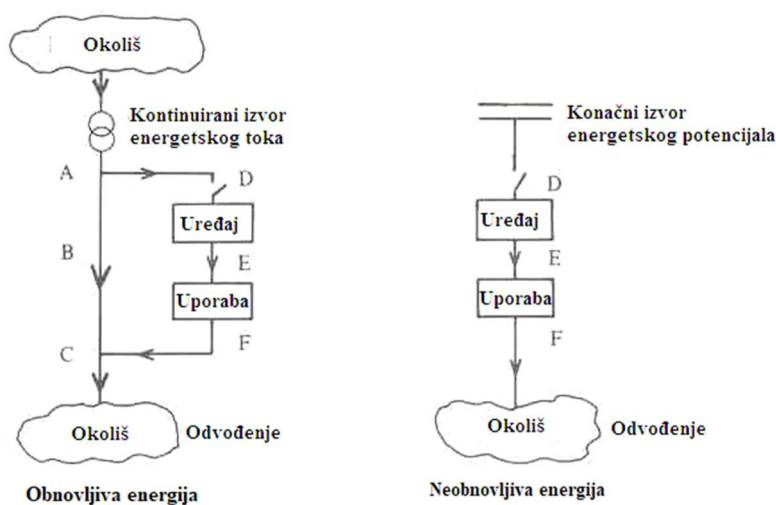 Okoliš
Kontinuirani izvor
energetskog toka
A
D
Uređaj
B
E
Uporaba
C
F
Okoliš
Odvođenje
Obnovljiva energija
Konačni izvor
energetskog potencijala
D
Uređaj
E
Uporaba
F
Okoliš
Odvođenje
Neobnovljiva energija